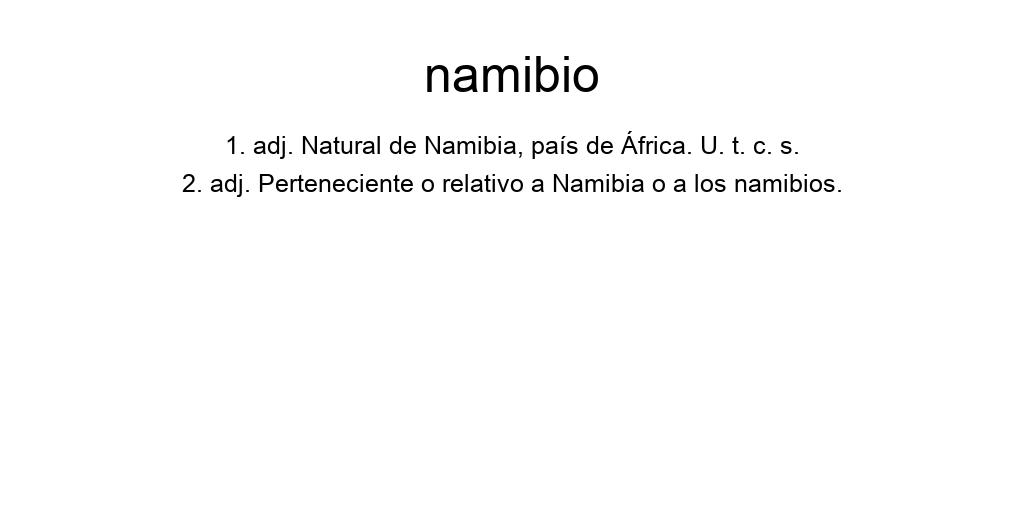 namibio
1. adj. Natural de Namibia, país de África. U. t. c. s.
2. adj. Perteneciente o relativo a Namibia o a los namibios.